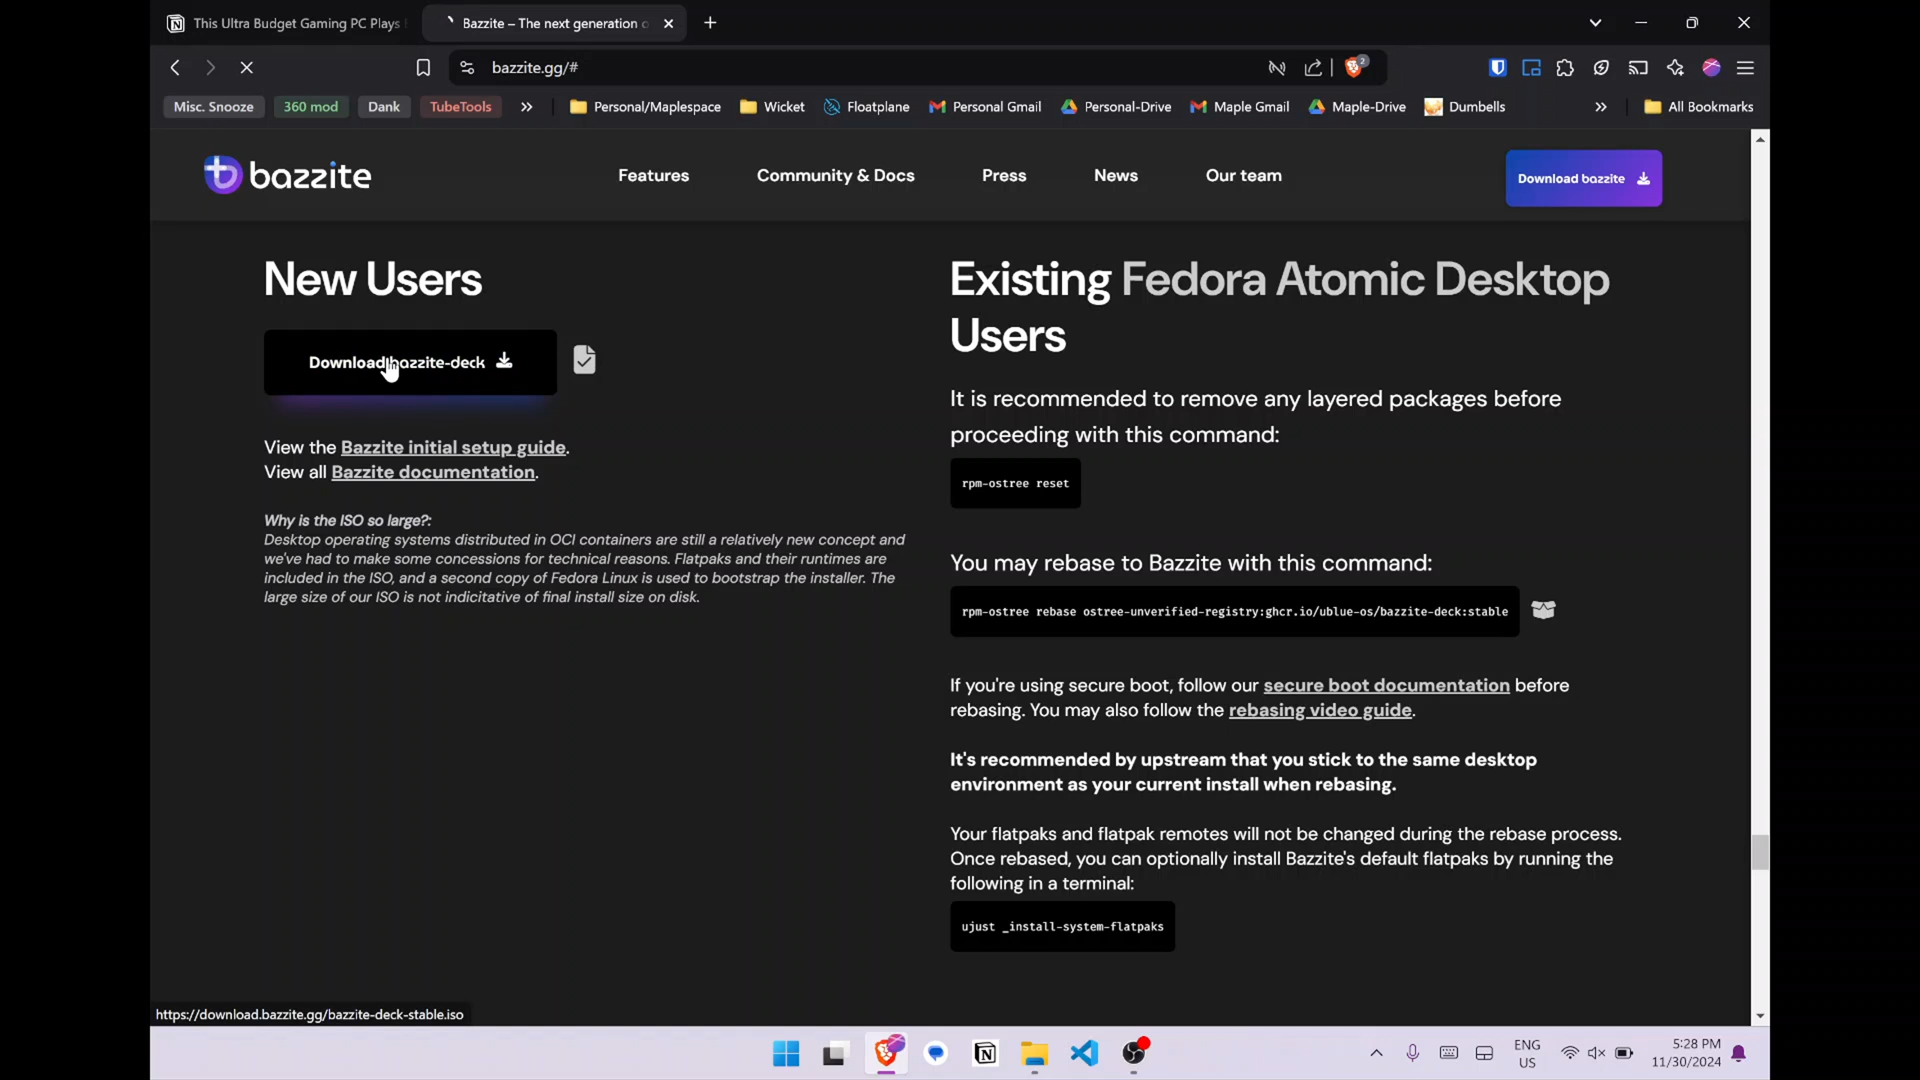 This Ultra Budget Gaming PC Plays
Bazzite – The next generation o
bazzite.gg/#
2
Misc. Snooze
360 mod
Dank
TubeTools
Personal/Maplespace
Wicket
Floatplane
Personal Gmail
Personal-Drive
Maple Gmail
Maple-Drive
Dumbells
All Bookmarks
bazzite
Features
Community & Docs
Press
News
Our team
Download bazzite
New Users
Download bazzite-deck
View the Bazzite initial setup guide.
View all Bazzite documentation.
Why is the ISO so large?:
Desktop operating systems distributed in OCI containers are still a relatively new concept and
we've had to make some concessions for technical reasons. Flatpaks and their runtimes are
included in the ISO, and a second copy of Fedora Linux is used to bootstrap the installer. The
large size of our ISO is not indicitative of final install size on disk.
Existing Fedora Atomic Desktop
Users
It is recommended to remove any layered packages before
proceeding with this command:
rpm-ostree reset
You may rebase to Bazzite with this command:
rpm-ostree rebase ostree-unverified-registry:ghcr.io/ublue-os/bazzite-deck:stable
If you're using secure boot, follow our secure boot documentation before
rebasing. You may also follow the rebasing video guide.
It's recommended by upstream that you stick to the same desktop
environment as your current install when rebasing.
Your flatpaks and flatpak remotes will not be changed during the rebase process.
Once rebased, you can optionally install Bazzite's default flatpaks by running the
following in a terminal:
ujust _install-system-flatpaks
https://download.bazzite.gg/bazzite-deck-stable.iso
ENG
US
5:28 PM
11/30/2024